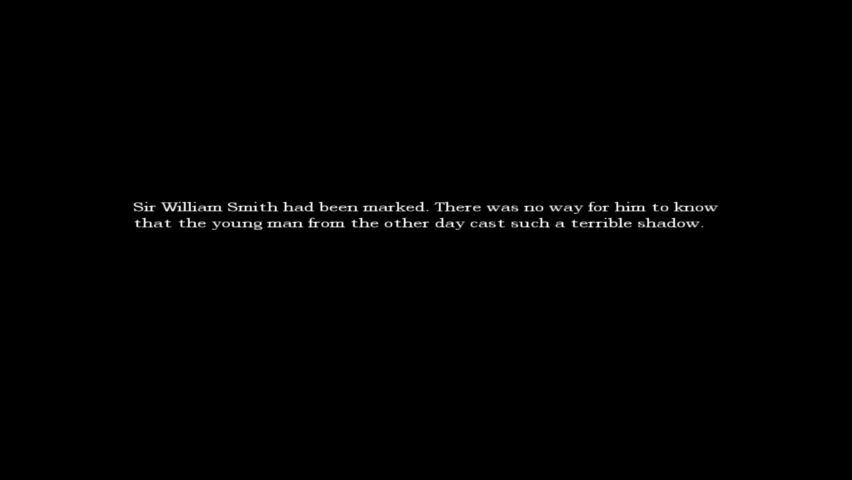 Sir William Smith had been marked. There was no way for him to know
that the young man from the other day cast such a terrible shadow.